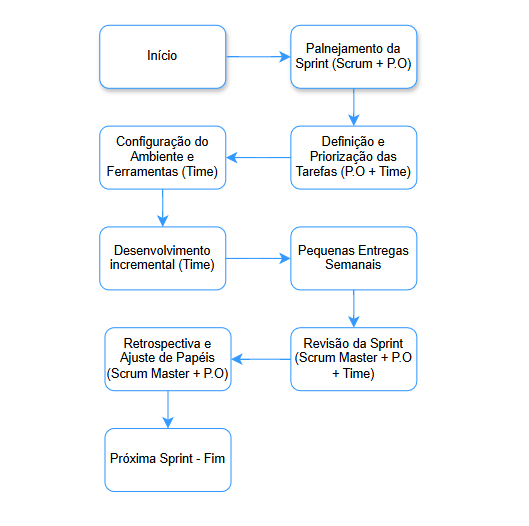 Início
Palnejamento da
Sprint (Scrum + P.O)
Definição e
Priorização das
Tarefas (P.O + Time)
Configuração do
Ambiente e
Ferramentas (Time)
Desenvolvimento
incremental (Time)
Pequenas Entregas
Semanais
Revisão da Sprint
(Scrum Master + P.O
+ Time)
Retrospectiva e
Ajuste de Papéis
(Scrum Master + P.O)
Próxima Sprint - Fim